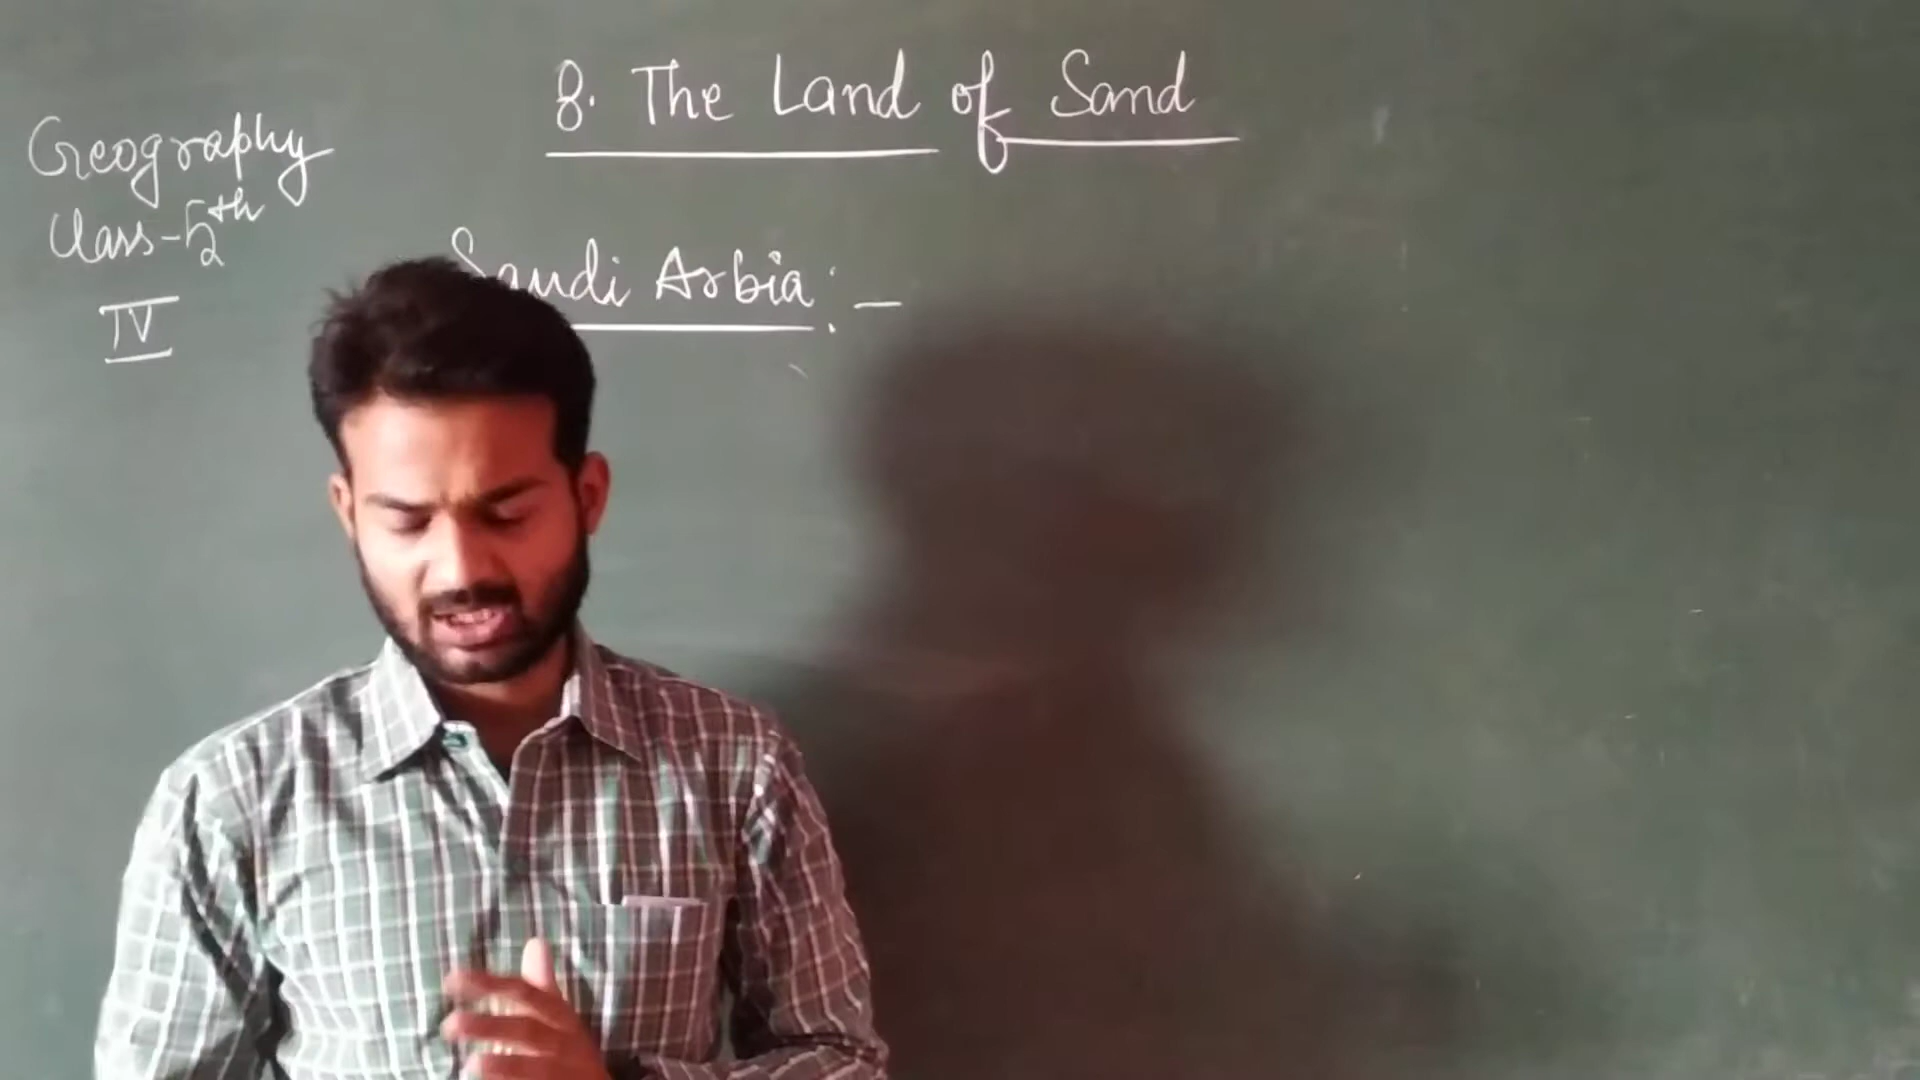 8. The Land of Sand
Geography
Class-5th
IV
Saudi Arbia:-